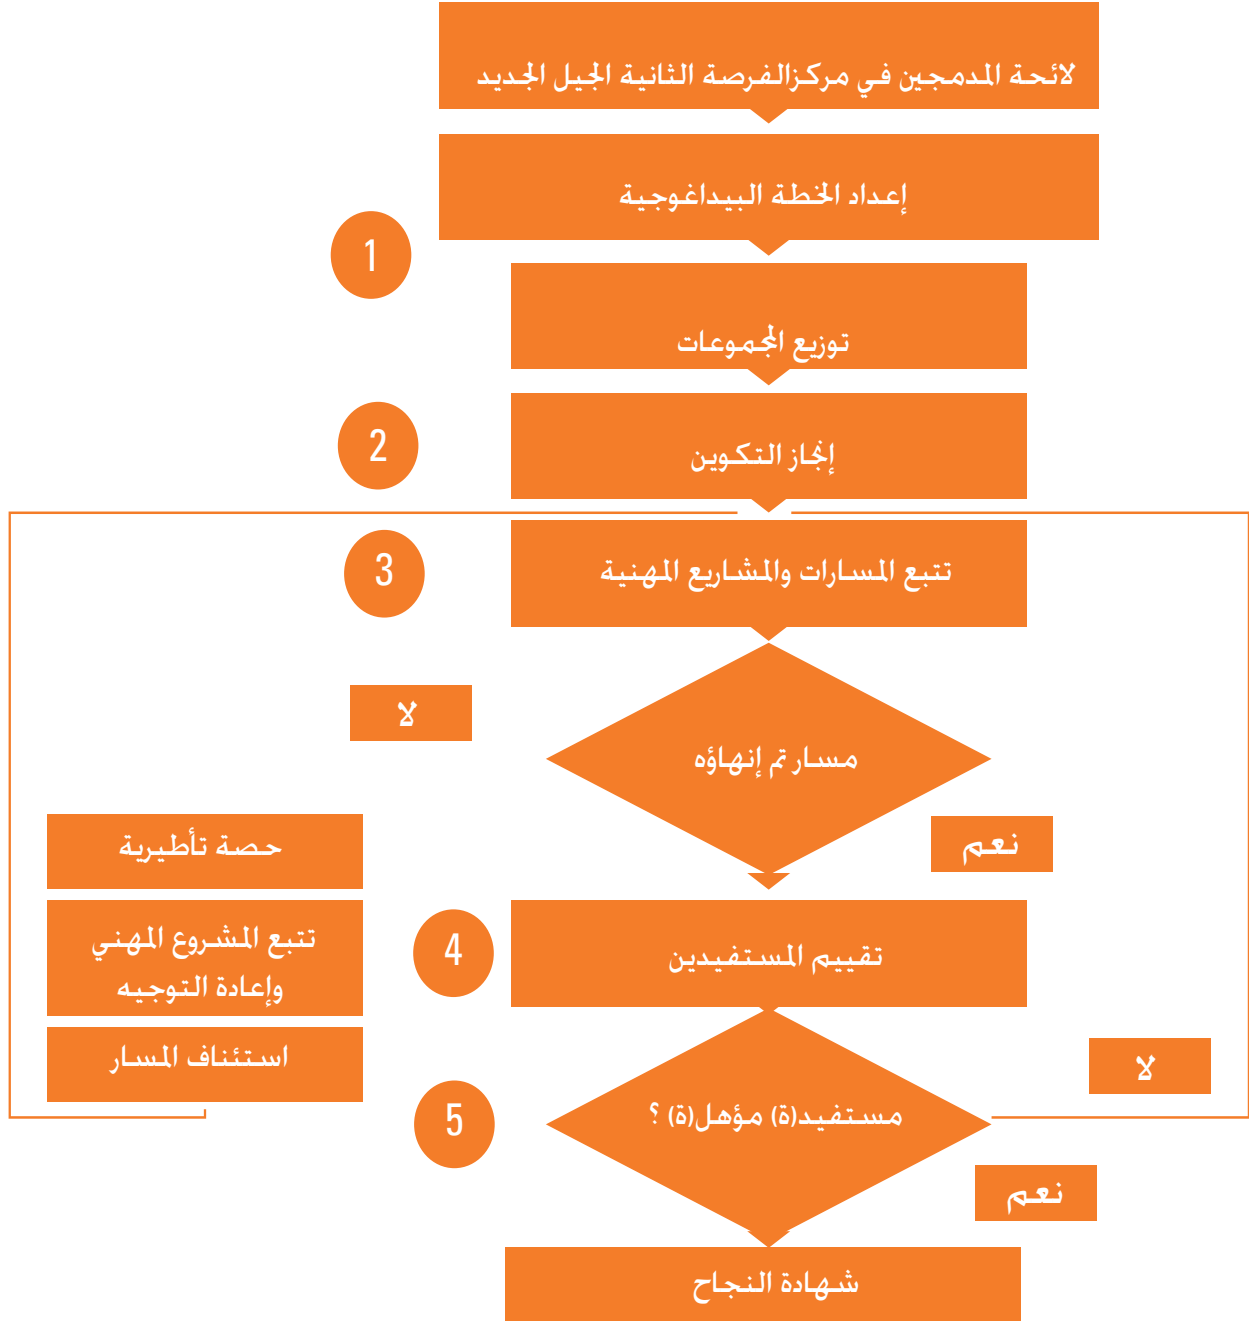 لائحة المدمجين في مركزالفرصة الثانية الجيل الجديد
إعداد الخطة البيداغوجية
1
توزيع المجموعات
2
إنجاز التكوين
3
تتبع المسارات والمشاريع المهنية
لا
مسار تم إنهاؤه
نعم
حصة تأطيرية
تتبع المشروع المهني
وإعادة التوجيه
استئناف المسار
4
تقييم المستفيدين
لا
5
مستفيد(ة) مؤهل(ة) ؟
نعم
شهادة النجاح